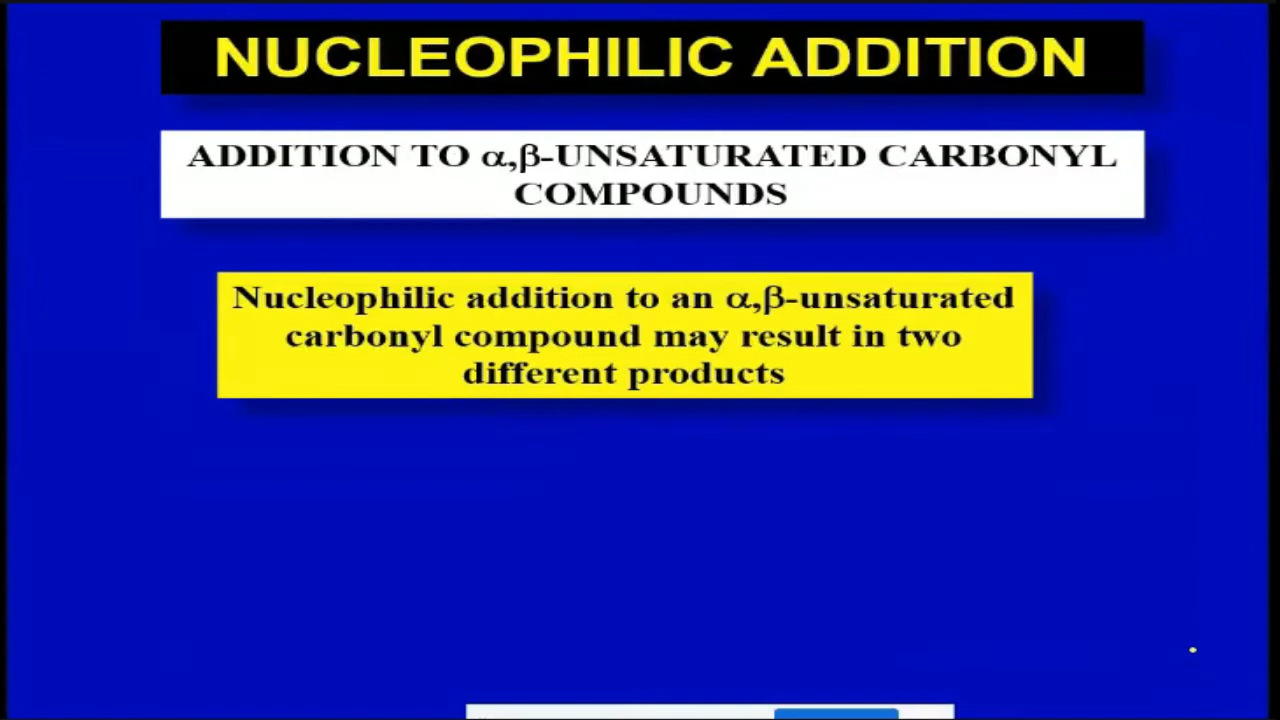 NUCLEOPHILIC ADDITION
ADDITION TO α,β-UNSATURATED CARBONYL
COMPOUNDS
Nucleophilic addition to an α,β-unsaturated
carbonyl compound may result in two
different products